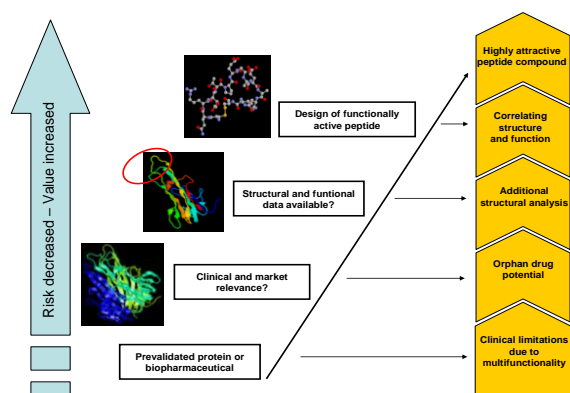 Highly attractive
peptide compound
Design of functionally
active peptide
Correlating
structure
and function
Structural and funtional
data available?
Additional
structural analysis
Clinical and market
relevance?
Orphan drug
potential
Prevalidated protein or
biopharmaceutical
Clinical limitations
due to
multifunctionality
Risk decreased – Value increased